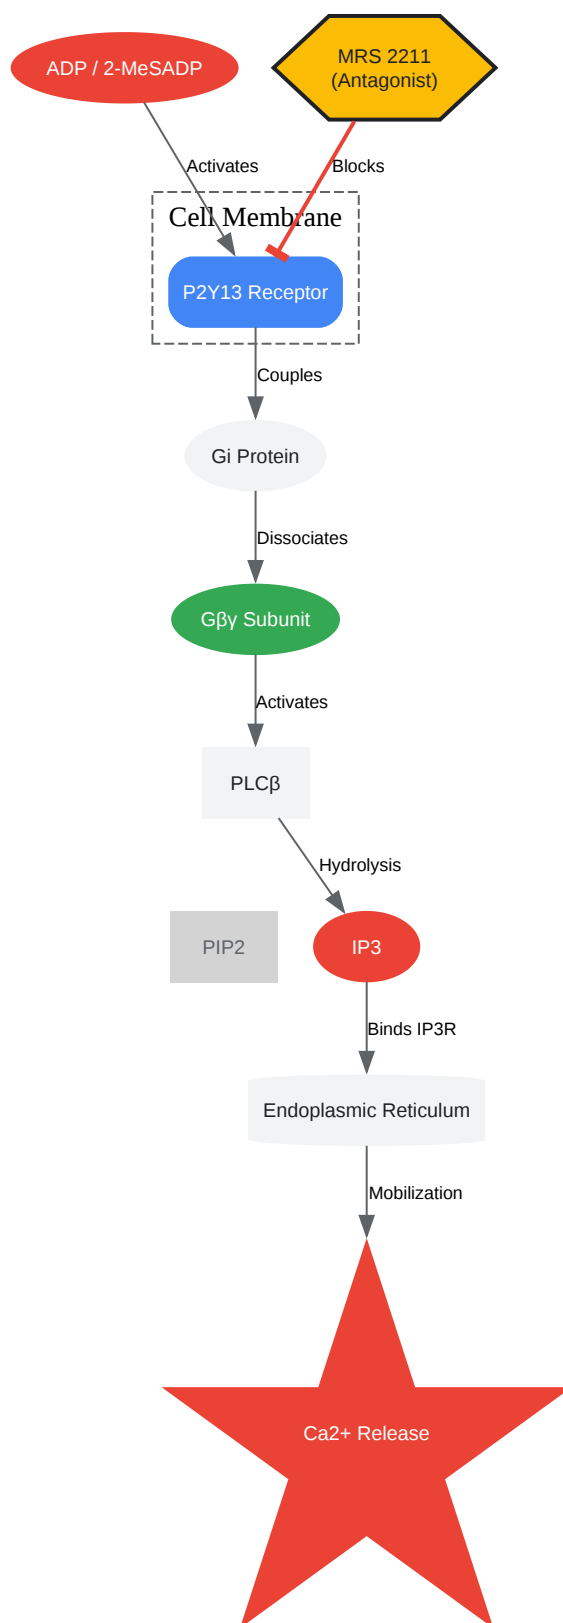 ADP / 2-MeSADP
MRS 2211
(Antagonist)
Activates
Blocks
Cell Membrane
P2Y13 Receptor
Couples
Gi Protein
Dissociates
Gβγ Subunit
Activates
PLCβ
Hydrolysis
PIP2
IP3
Binds IP3R
Endoplasmic Reticulum
Mobilization
Ca2+ Release